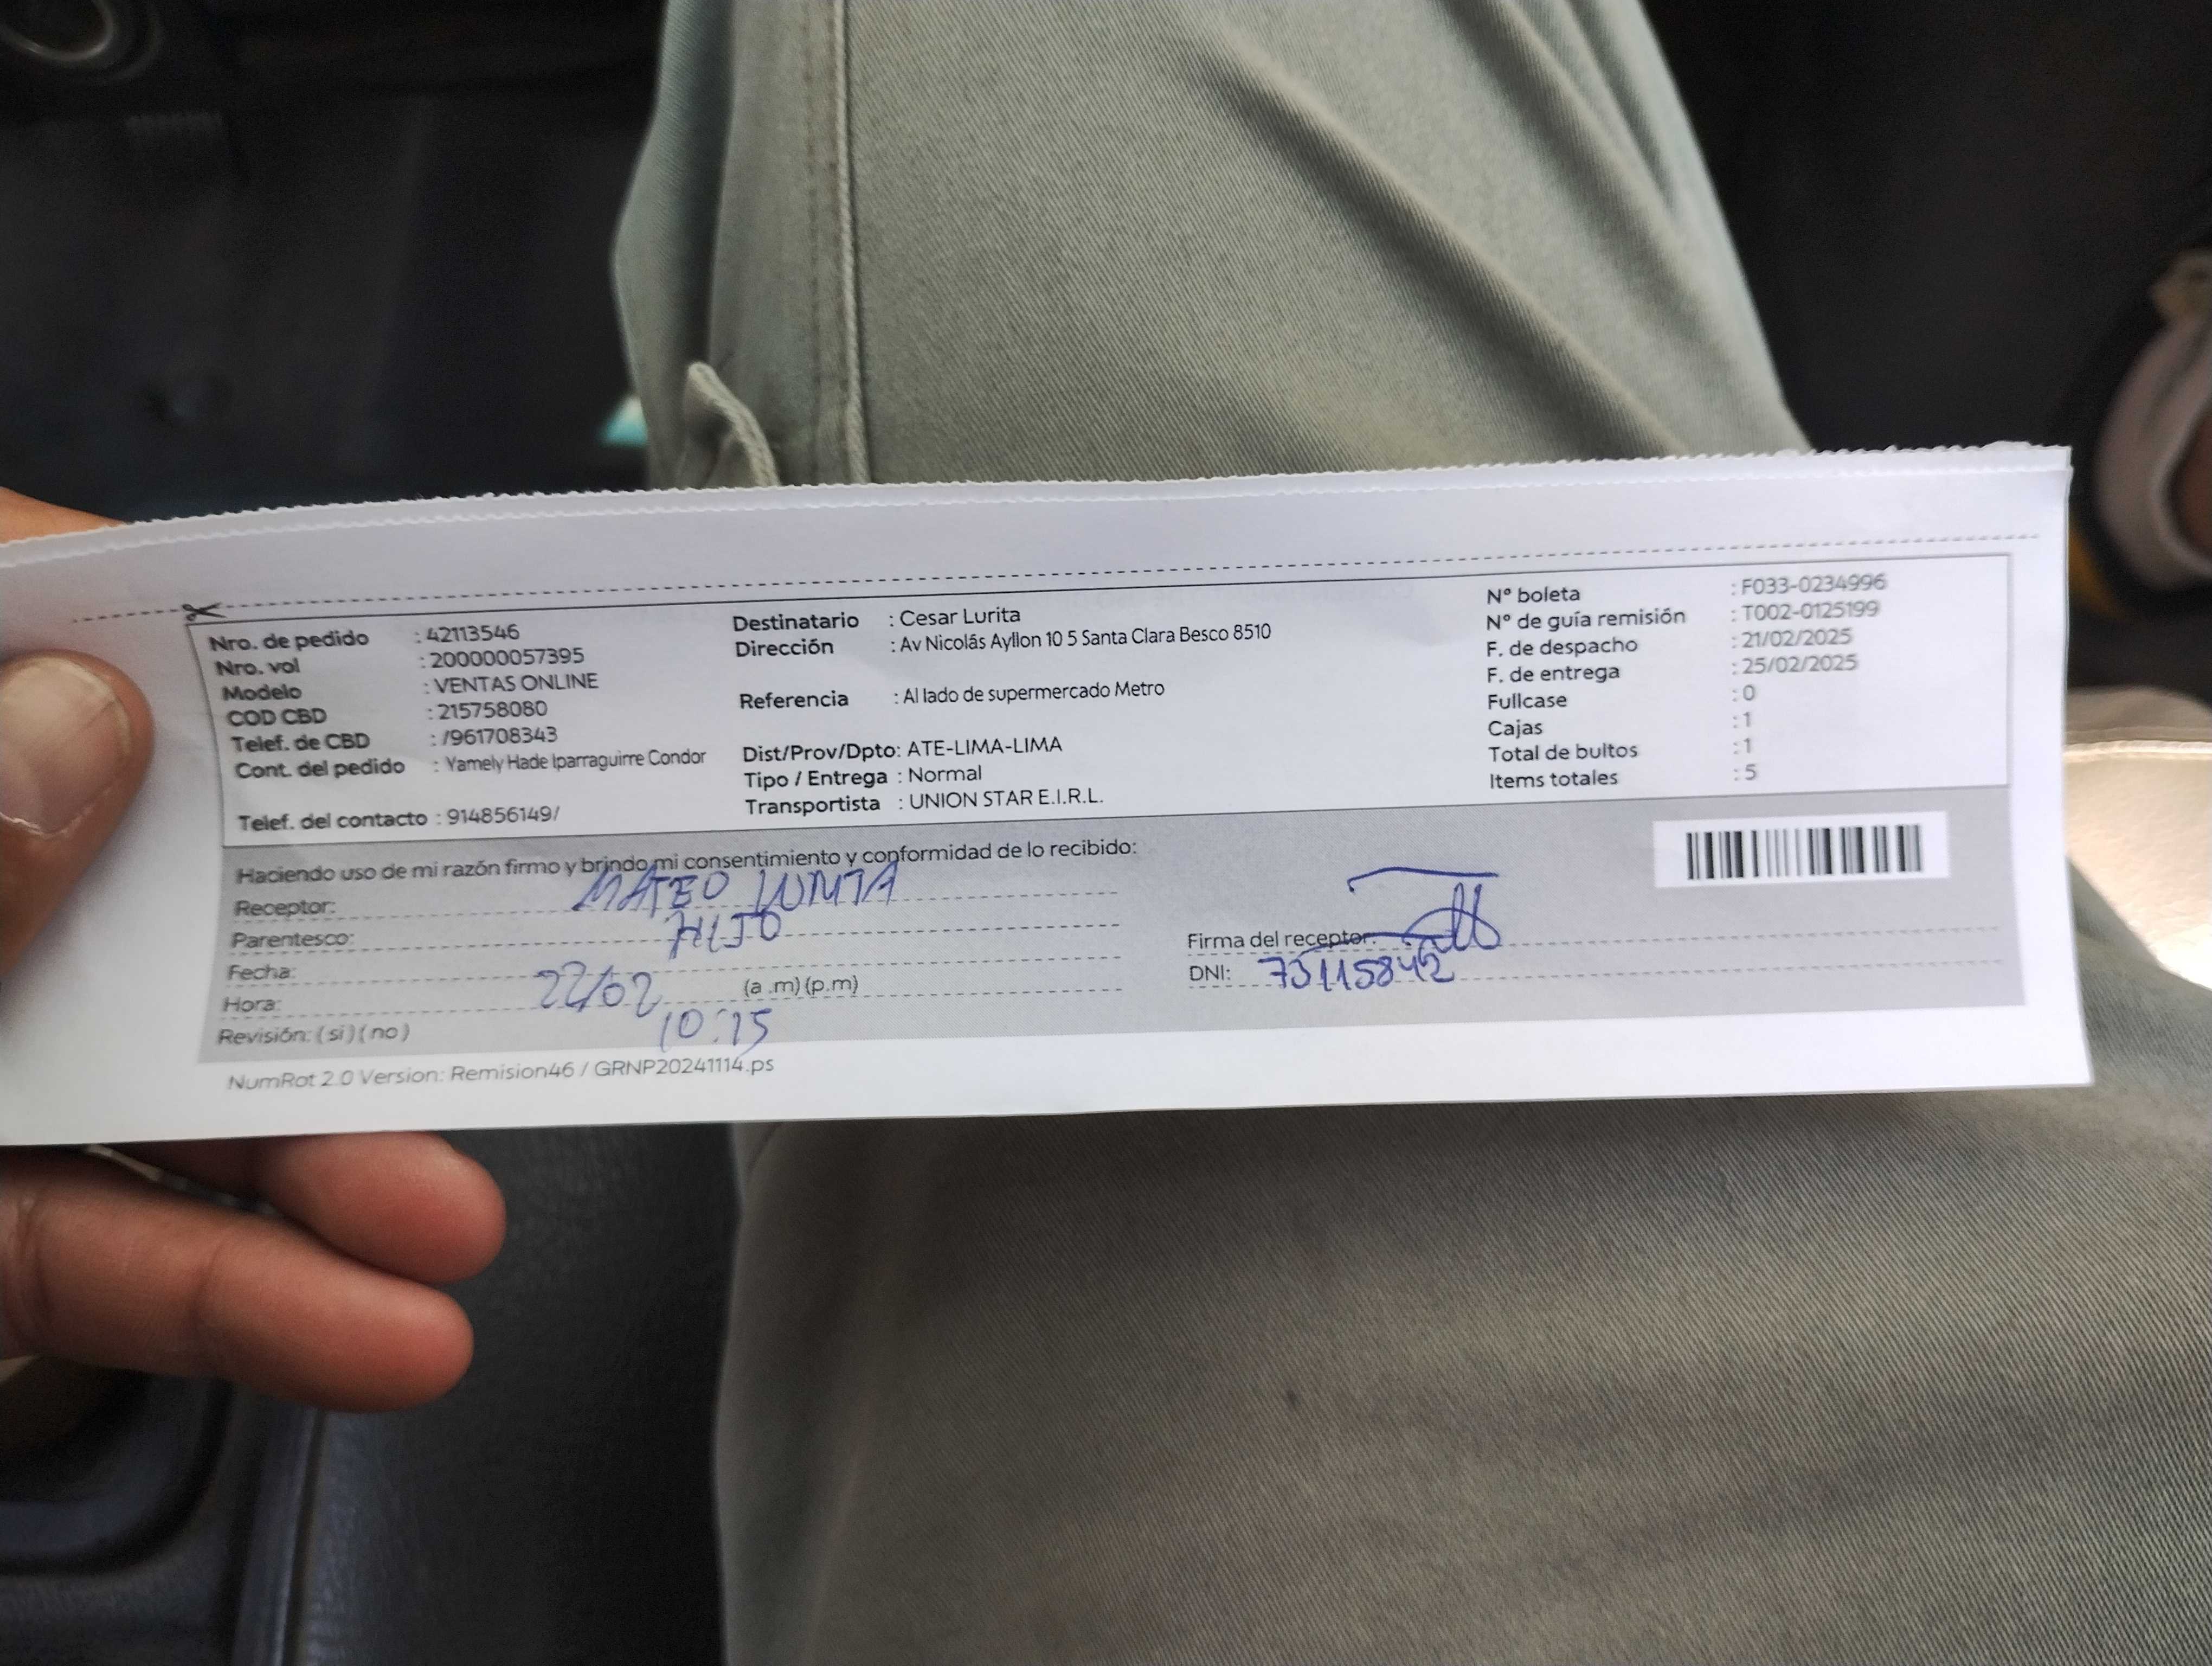 Nro. de pedido : 42113546
Nro. vol : 200000057395
Modelo : VENTAS ONLINE
COD CBD : 215758080
Telef. de CBD : /961708343
Cont. del pedido : Yamely Hade Iparraguirre Condor
Telef. del contacto : 914856149/
Destinatario : Cesar Lurita
Dirección : Av Nicolás Ayllon 10 5 Santa Clara Besco 8510
Referencia : Al lado de supermercado Metro
Dist/Prov/Dpto: ATE-LIMA-LIMA
Tipo / Entrega : Normal
Transportista : UNION STAR E.I.R.L.
N° boleta : F033-0234996
N° de guía remisión : T002-0125199
F. de despacho : 21/02/2025
F. de entrega : 25/02/2025
Fullcase : 0
Cajas : 1
Total de bultos : 1
Items totales : 5
Haciendo uso de mi razón firmo y brindo mi consentimiento y conformidad de lo recibido:
Receptor: MATEO LURITA
Parentesco: HIJO
Fecha: 22/02
Hora: 10:15 (a .m) (p.m)
Revisión: ( si ) ( no )
Firma del receptor:
DNI: 75115842
NumRot 2.0 Version: Remision46 / GRNP20241114.ps